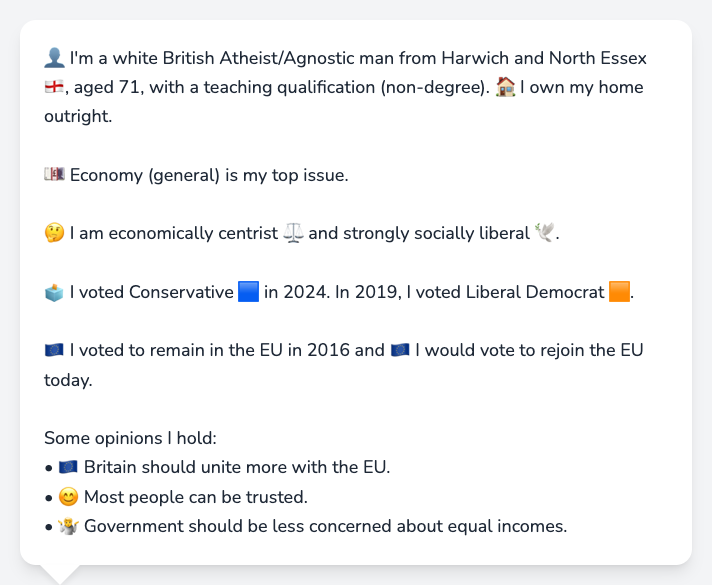 👤 I'm a white British Atheist/Agnostic man from Harwich and North Essex
🏴󠁧󠁢󠁥󠁮󠁧󠁿, aged 71, with a teaching qualification (non-degree). 🏠 I own my home
outright.
💷 Economy (general) is my top issue.
🤔 I am economically centrist ⚖️ and strongly socially liberal 🕊️.
🗳️ I voted Conservative 🟦 in 2024. In 2019, I voted Liberal Democrat 🟧.
🇪🇺 I voted to remain in the EU in 2016 and 🇪🇺 I would vote to rejoin the EU
today.
Some opinions I hold:
• 🇪🇺 Britain should unite more with the EU.
• 😊 Most people can be trusted.
• 🤷 Government should be less concerned about equal incomes.